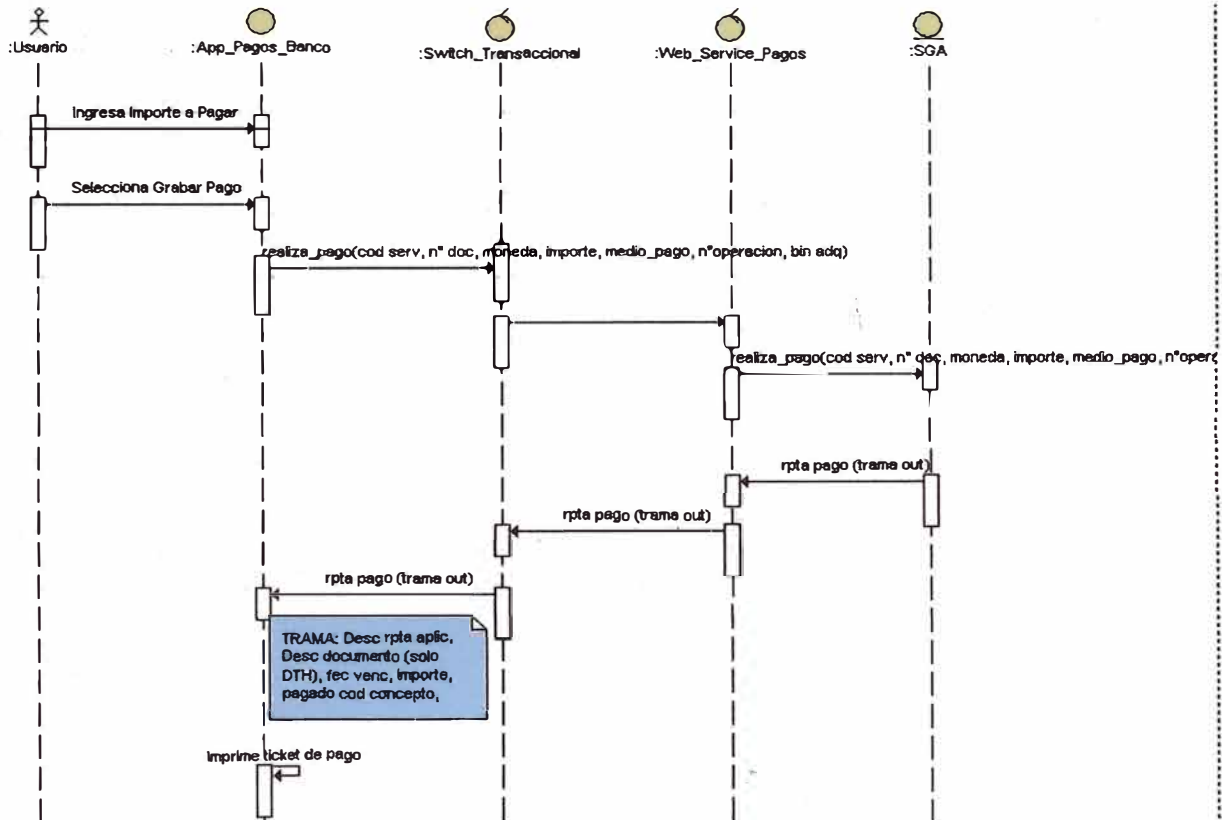 :Usuario
:App_Pagos_Banco
:Switch_Transaccional
:Web_Service_Pagos
:SGA
Ingresa Importe a Pagar
Selecciona Grabar Pago
realiza_pago(cod serv, n° doc, moneda, importe, medio_pago, n°operacion, bin adq)
realiza_pago(cod serv, n° doc, moneda, importe, medio_pago, n°opera
rpta pago (trama out)
rpta pago (trama out)
rpta pago (trama out)
TRAMA: Desc rpta aplic,
Desc documento (solo
DTH), fec venc, importe,
pagado cod concepto,
Imprime ticket de pago